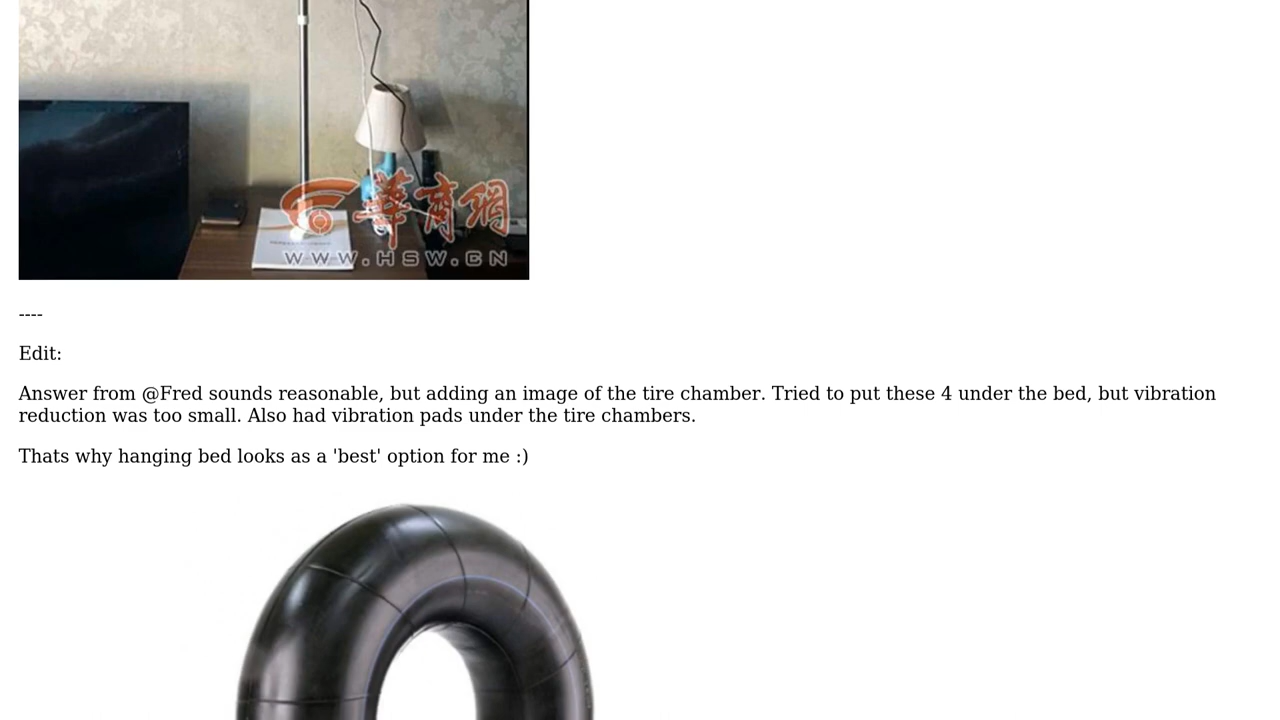 華商網
WWW.HSW.CN
----
Edit:
Answer from @Fred sounds reasonable, but adding an image of the tire chamber. Tried to put these 4 under the bed, but vibration
reduction was too small. Also had vibration pads under the tire chambers.
Thats why hanging bed looks as a 'best' option for me :)